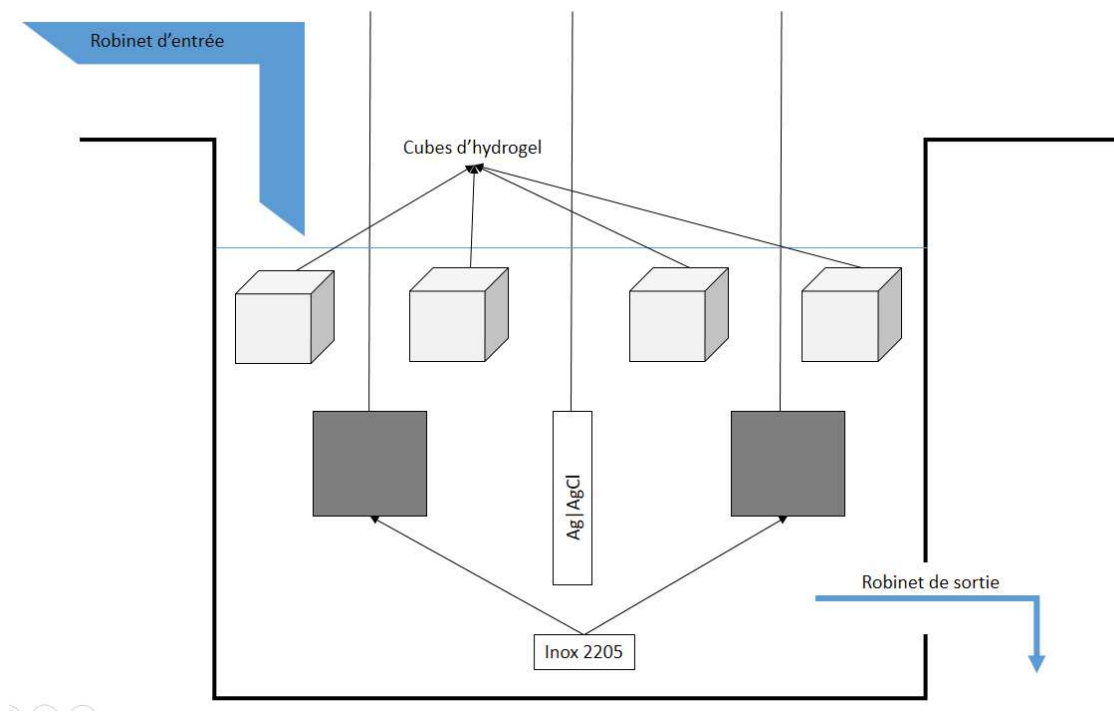 Robinet d'entrée
Cubes d'hydrogel
Ag|AgCl
Robinet de sortie
Inox 2205